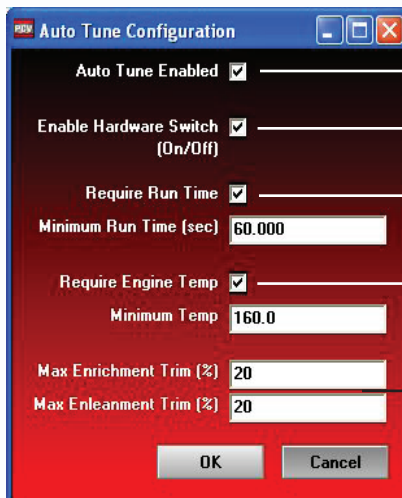 PCV Auto Tune Configuration
Auto Tune Enabled
Enable Hardware Switch
(On/Off)
Require Run Time
Minimum Run Time (sec) 60.000
Require Engine Temp
Minimum Temp 160.0
Max Enrichment Trim (%) 20
Max Enleanment Trim (%) 20
OK Cancel